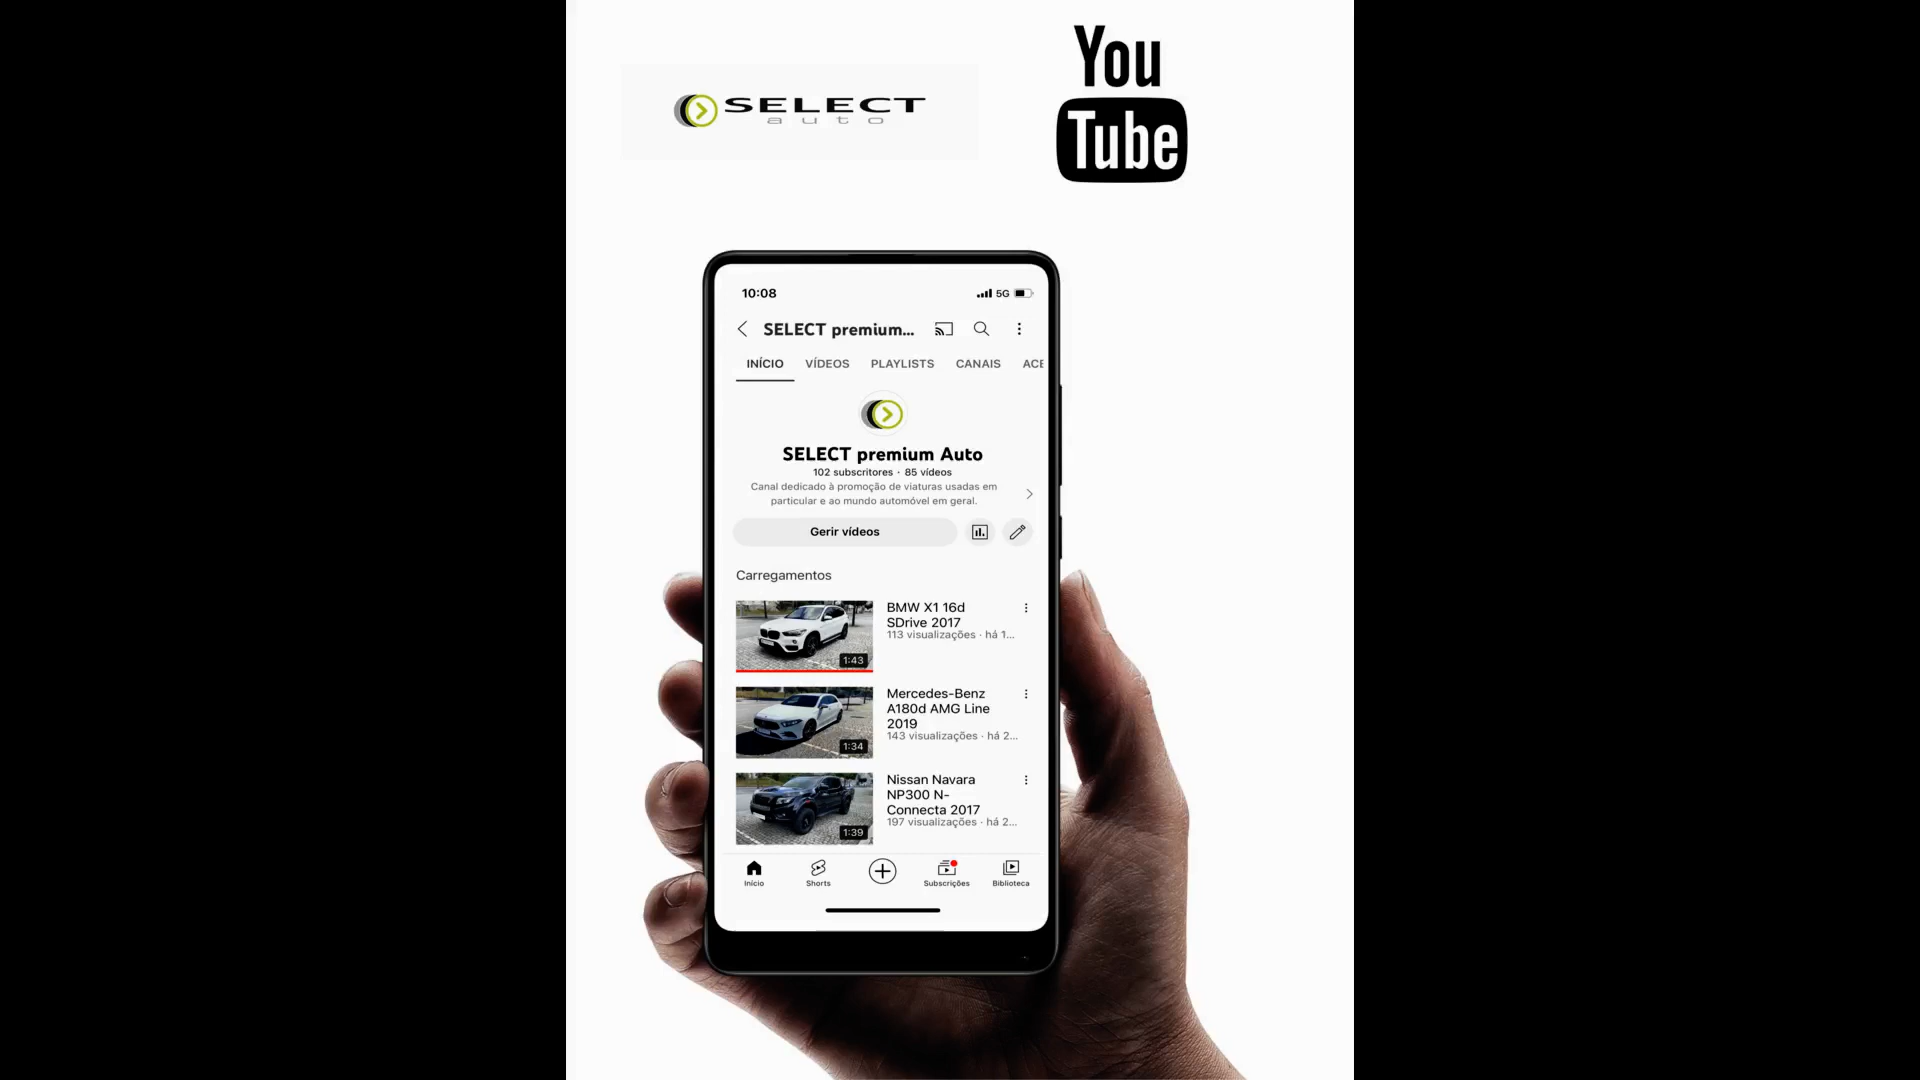 SELECT
auto
You
Tube
10:08
5G
SELECT premium...
INÍCIO VÍDEOS PLAYLISTS CANAIS ACE
SELECT premium Auto
102 subscritores · 85 vídeos
Canal dedicado à promoção de viaturas usadas em
particular e ao mundo automóvel em geral.
Gerir vídeos
Carregamentos
BMW X1 16d
SDrive 2017
113 visualizações · há 1...
1:43
Mercedes-Benz
A180d AMG Line
2019
143 visualizações · há 2...
1:34
Nissan Navara
NP300 N-
Connecta 2017
197 visualizações · há 2...
1:39
Início Shorts Subscrições Biblioteca